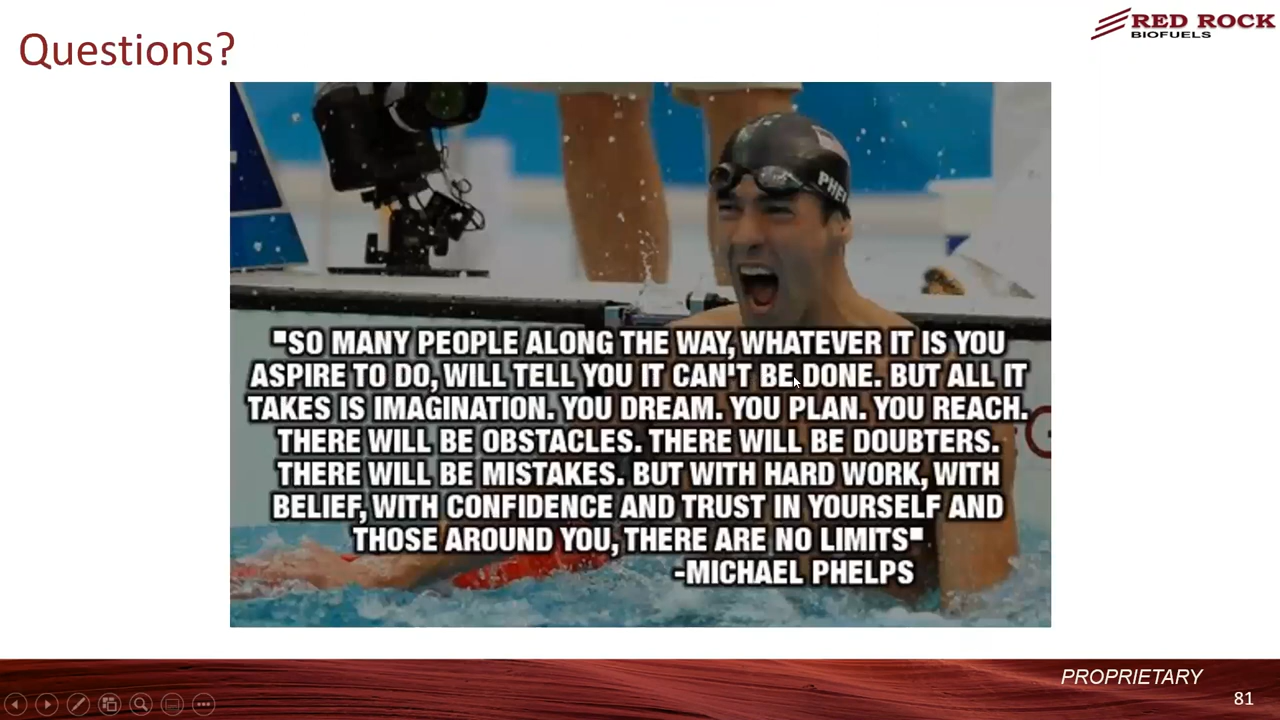 Questions?
RED ROCK
BIOFUELS
PHE
"SO MANY PEOPLE ALONG THE WAY, WHATEVER IT IS YOU
ASPIRE TO DO, WILL TELL YOU IT CAN'T BE DONE. BUT ALL IT
TAKES IS IMAGINATION. YOU DREAM. YOU PLAN. YOU REACH.
THERE WILL BE OBSTACLES. THERE WILL BE DOUBTERS.
THERE WILL BE MISTAKES. BUT WITH HARD WORK, WITH
BELIEF, WITH CONFIDENCE AND TRUST IN YOURSELF AND
THOSE AROUND YOU, THERE ARE NO LIMITS"
-MICHAEL PHELPS
PROPRIETARY
81